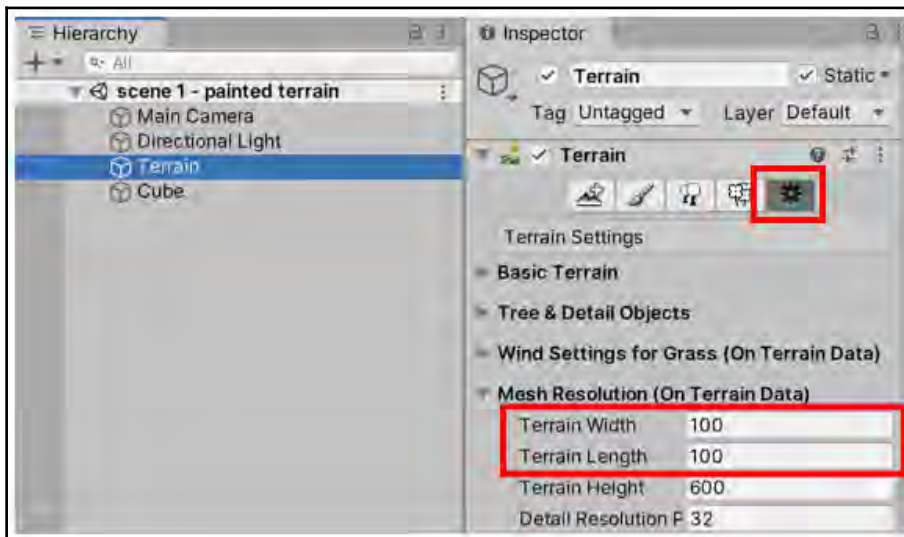 Hierarchy
All
scene 1 - painted terrain
Main Camera
Directional Light
Terrain
Cube
Inspector
Terrain Static
Tag Untagged Layer Default
Terrain
Terrain Settings
Basic Terrain
Tree & Detail Objects
Wind Settings for Grass (On Terrain Data)
Mesh Resolution (On Terrain Data)
Terrain Width 100
Terrain Length 100
Terrain Height 600
Detail Resolution P 32